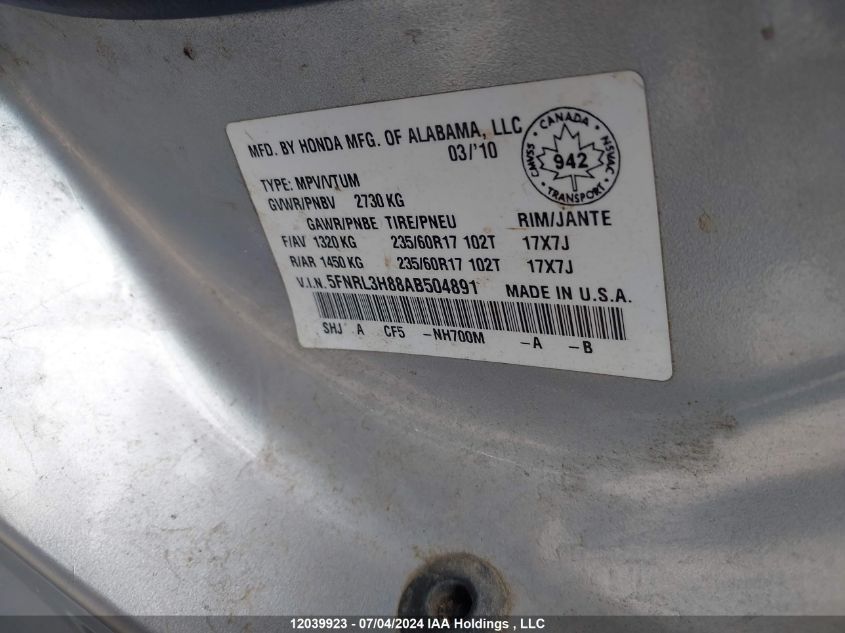 MFD. BY HONDA MFG. OF ALABAMA, LLC
03/'10
CANADA
CMVSS
942
NSVAC
TRANSPORT
TYPE: MPV/VTUM
GVWR/PNBV 2730 KG
GAWR/PNBE TIRE/PNEU RIM/JANTE
F/AV 1320 KG 235/60R17 102T 17X7J
R/AR 1450 KG 235/60R17 102T 17X7J
V.I.N. 5FNRL3H88AB504891 MADE IN U.S.A.
SHJ A CF5 -NH700M -A -B
12039923 - 07/04/2024 IAA Holdings, LLC